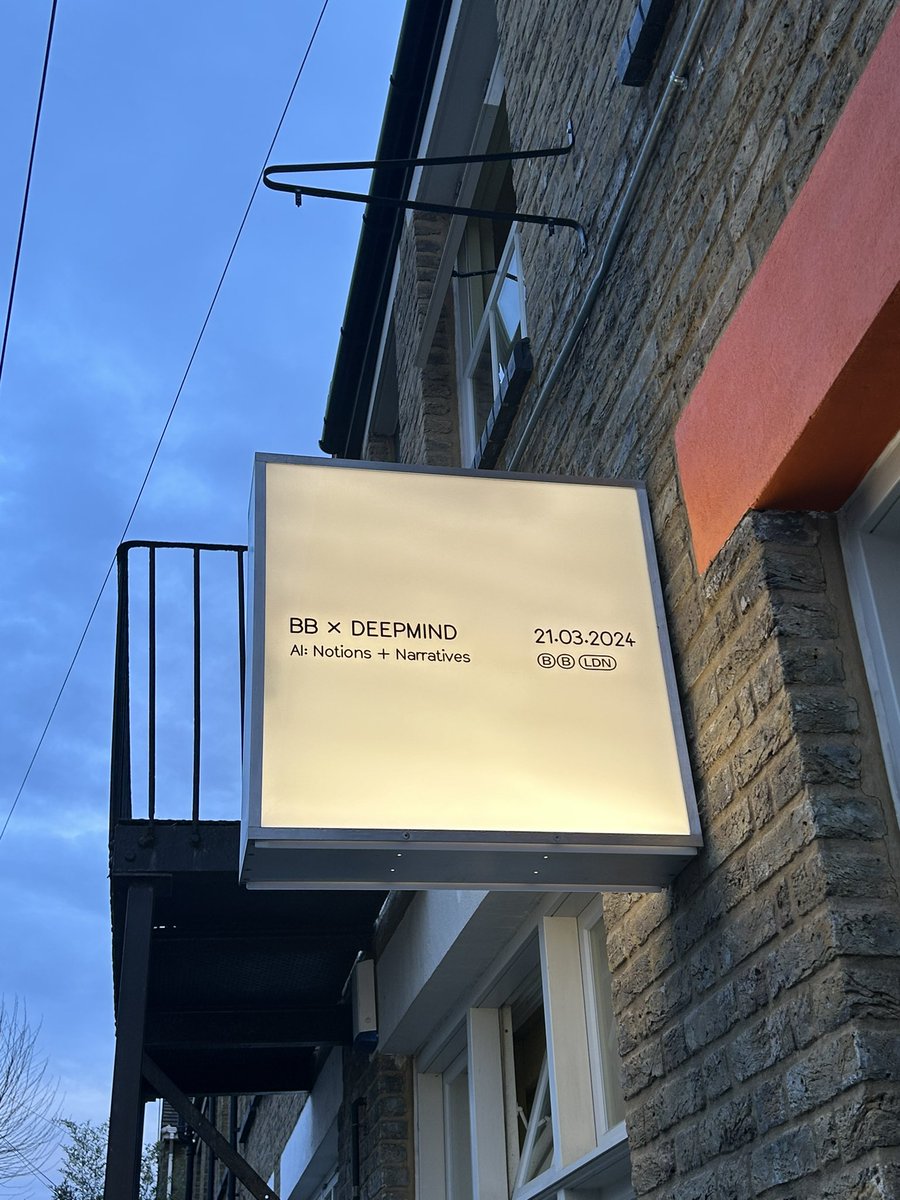 BB × DEEPMIND
AI: Notions + Narratives
21.03.2024
BB LDN